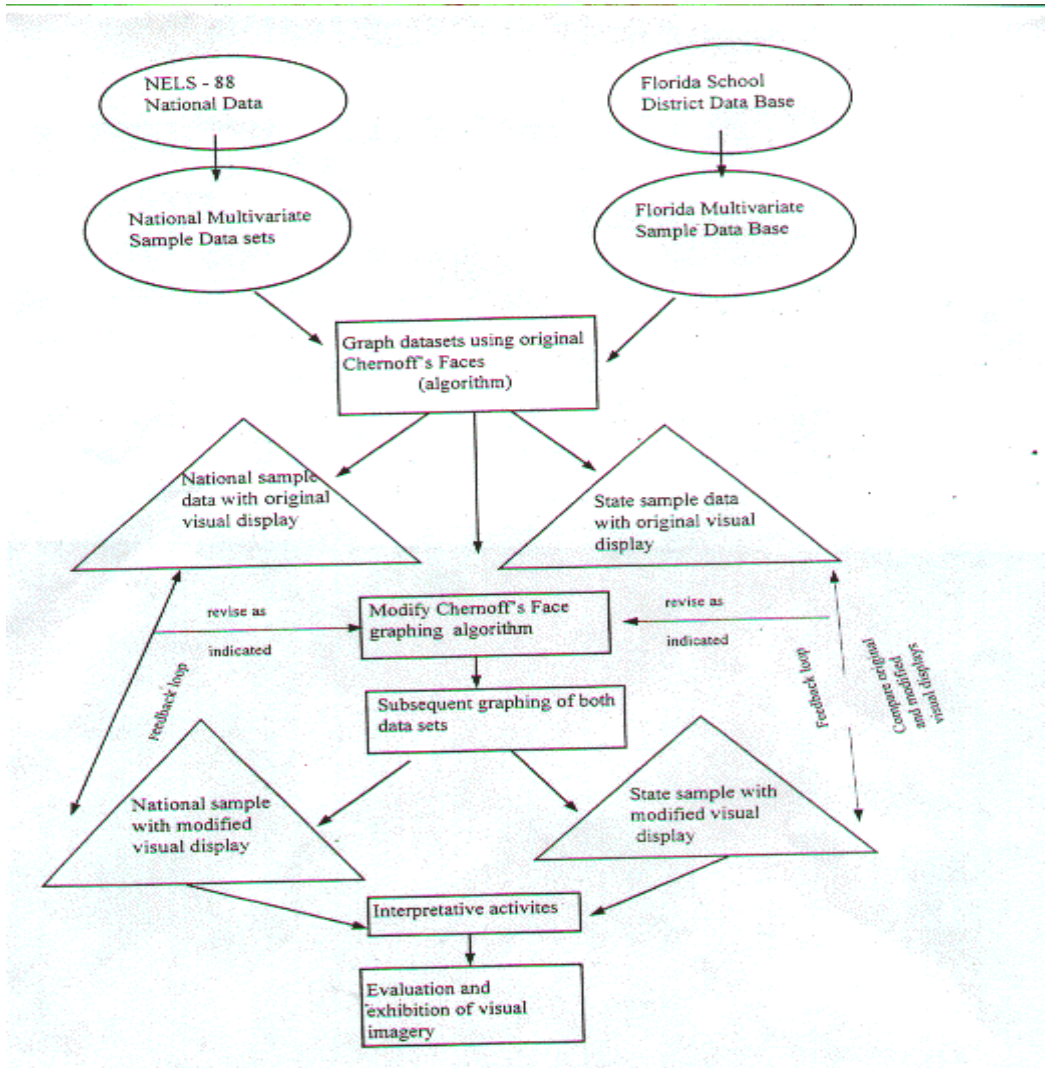 NELS - 88
National Data
Florida School
District Data Base
National Multivariate
Sample Data sets
Florida Multivariate
Sample Data Base
Graph datasets using original
Chernoff's Faces
(algorithm)
National sample
data with original
visual display
State sample data
with original visual
display
revise as
indicated
Modify Chernoff's Face
graphing algorithm
revise as
indicated
Feedback loop
Subsequent graphing of both
data sets
Feedback loop
Compare original
and modified
visual displays
National sample
with modified
visual display
State sample with
modified visual
display
Interpretative activites
Evaluation and
exhibition of visual
imagery